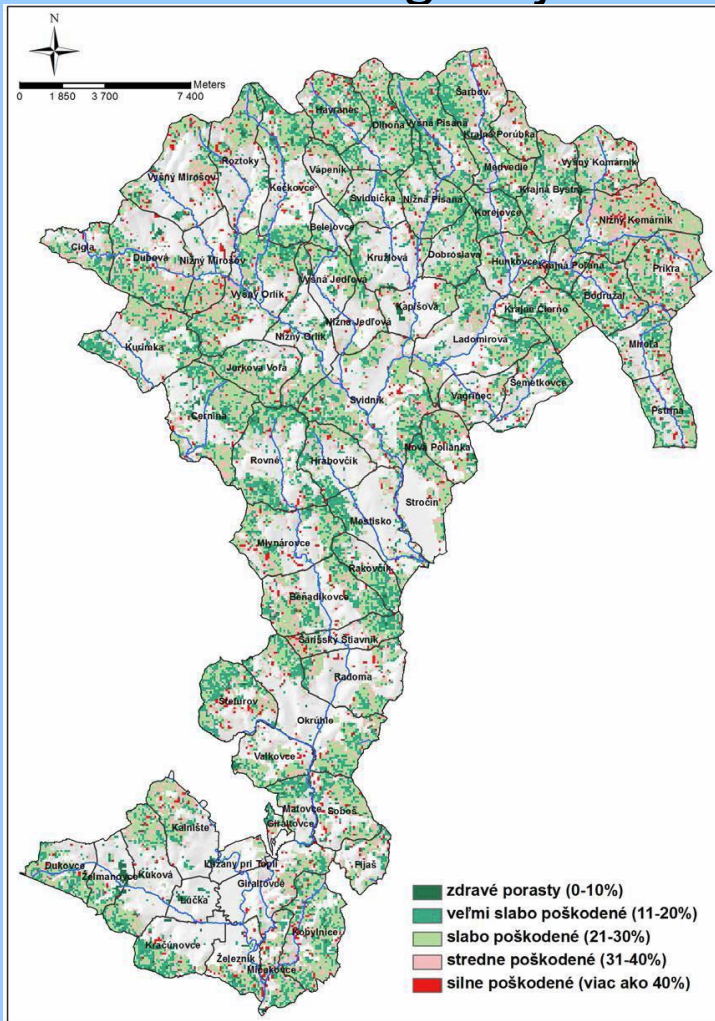 N
Meters
0 1 850 3 700 7 400
Šarbov
Havranec
Dlhoňa
Vyšná Pisaná
Krajná Porúbka
Roztoky
Vyšný Mirošov
Kečkovce
Vápeník
Medvedie
Vyšný Komárnik
Svidnička
Nižná Pisaná
Krajná Bystrá
Belejovce
Korejovce
Nižný Komárnik
Cigla
Dubová
Nižný Mirošov
Kružlová
Dobroslava
Hunkovce
Krajná Poľana
Príkra
Vyšná Jedľová
Vyšný Orlík
Kapišová
Bodružal
Nižná Jedľová
Krajné Čierno
Nižný Orlík
Ladomirová
Miroľa
Kurimka
Jurkova Voľa
Šemetkovce
Svidník
Vagrinec
Pstriná
Černina
Nová Polianka
Rovné
Hrabovčík
Stročín
Mestisko
Mlynárovce
Rakovčík
Beňadikovce
Šarišský Štiavnik
Radoma
Štefurov
Okrúhle
Valkovce
Matovce
Soboš
Giraltovce
Kalnište
Dukovce
Lužany pri Topli
Pijaš
Želmanovce
Kuková
Giraltovce
Lúčka
Kobylnice
Kračúnovce
Železník
Mičakovce
zdravé porasty (0-10%)
veľmi slabo poškodené (11-20%)
slabo poškodené (21-30%)
stredne poškodené (31-40%)
silne poškodené (viac ako 40%)